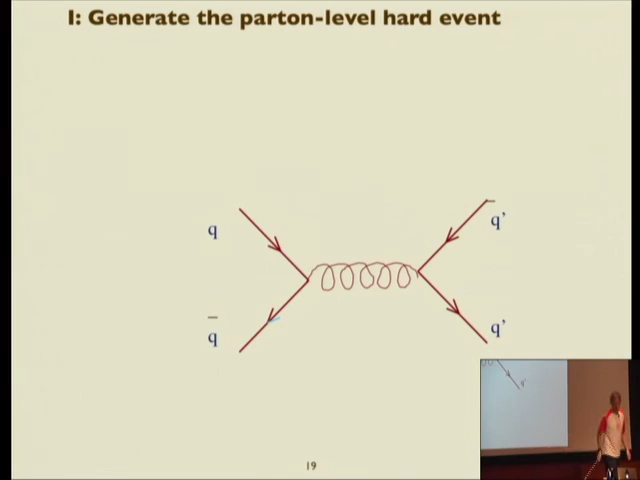 I: Generate the parton-level hard event
q
q̅'
q̅
q'
19